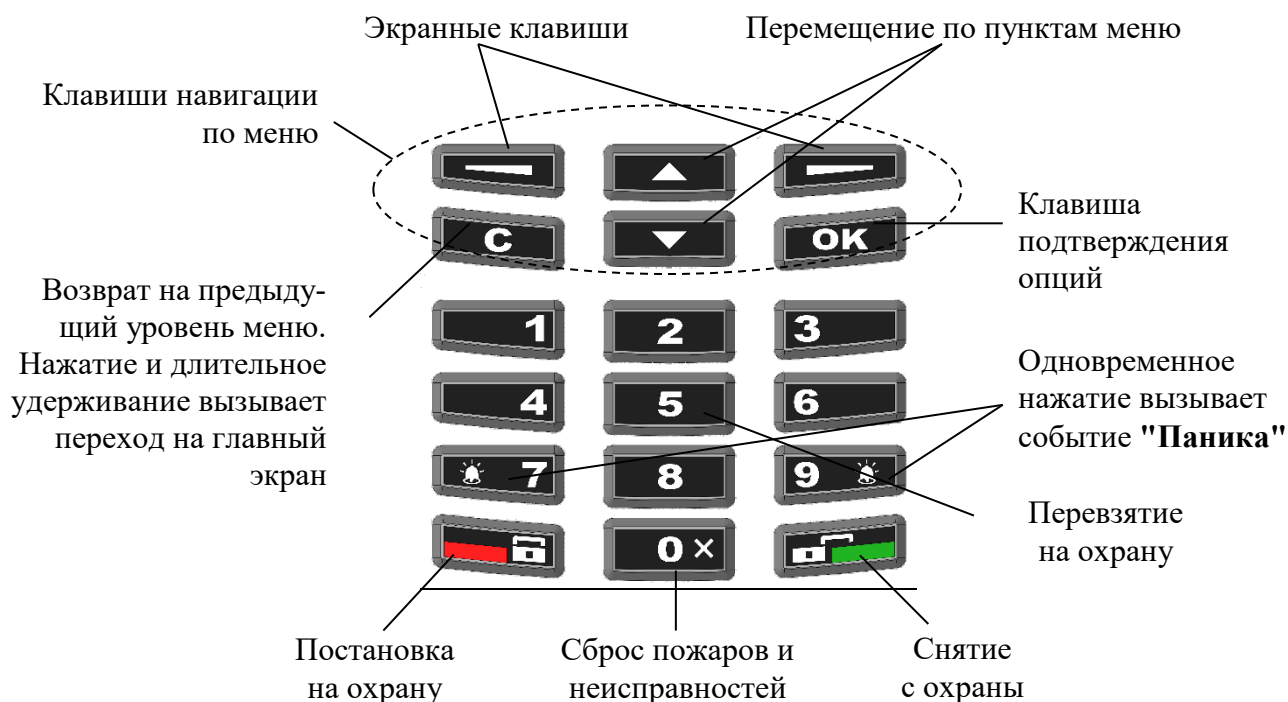 Экранные клавиши
Перемещение по пунктам меню
Клавиши навигации
по меню
C
OK
Клавиша
подтверждения
опций
Возврат на предыду-
щий уровень меню.
Нажатие и длительное
удерживание вызывает
переход на главный
экран
1
2
3
4
5
6
7
8
9
0 ×
Одновременное
нажатие вызывает
событие "Паника"
Перевзятие
на охрану
Постановка
на охрану
Сброс пожаров и
неисправностей
Снятие
с охраны